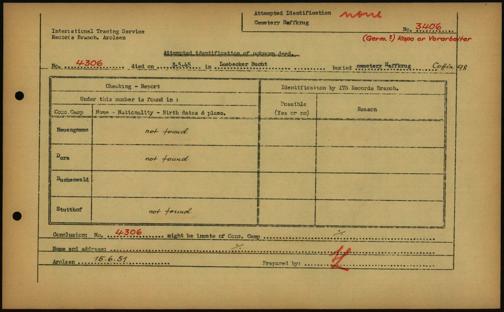 Attempted Identification none
Cemetery Haffkrug
No. 3406
International Tracing Service
Records Branch, Arolsen
(Germ.?) Kapo or Vorarbeiter
Attempted identification of unknown dead.
No. 4306 died on 3.5.45 in Luebecker Bucht buried cemetery Haffkrug
Checking - Report
Identification by ITS Records Branch.
Under this number is found in :
Possible
(Yes or no)
Reason
Conc.Camp Name - Nationality - Birth dates & place.
Neuengamme not found
Dora not found
Buchenwald
Stutthof not found
Conclusion: No. 4306 might be inmate of Conc. Camp ./.
Name and address: ./.
Arolsen 15.6.51 Prepared by: